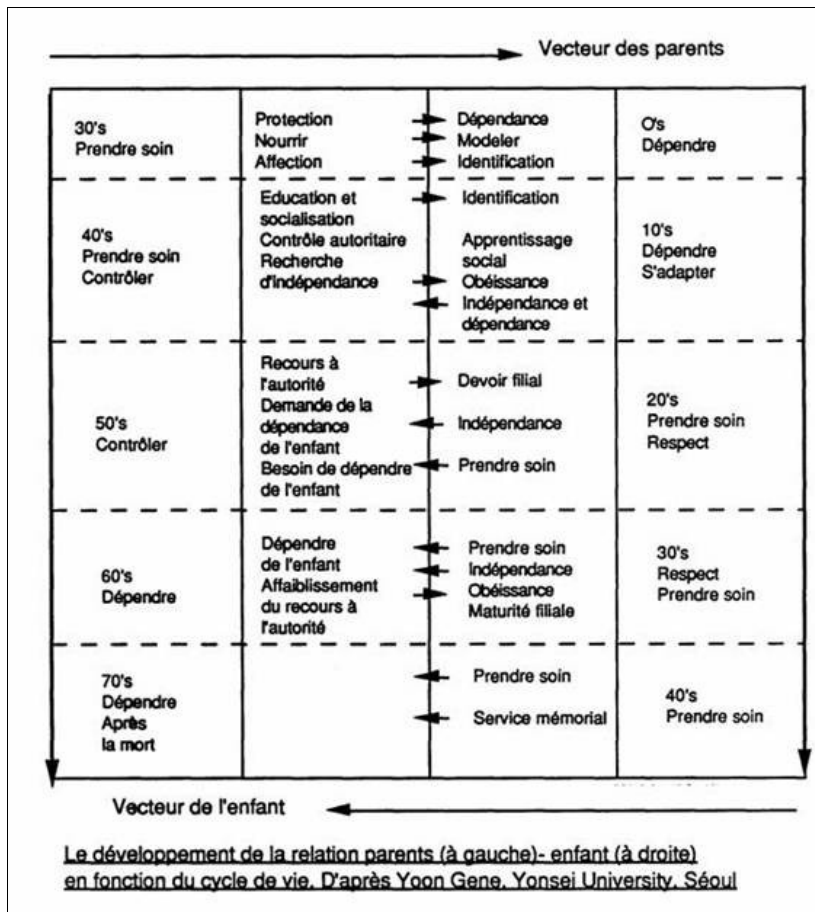 Vecteur des parents
30's
Prendre soin
Protection
Nourrir
Affection
Dépendance
Modeler
Identification
O's
Dépendre
40's
Prendre soin
Contrôler
Education et
socialisation
Contrôle autoritaire
Recherche
d'indépendance
Identification
Apprentissage
social
Obéissance
Indépendance et
dépendance
10's
Dépendre
S'adapter
50's
Contrôler
Recours à
l'autorité
Demande de la
dépendance
de l'enfant
Besoin de dépendre
de l'enfant
Devoir filial
Indépendance
Prendre soin
20's
Prendre soin
Respect
60's
Dépendre
Dépendre
de l'enfant
Affaiblissement
du recours à
l'autorité
Prendre soin
Indépendance
Obéissance
Maturité filiale
30's
Respect
Prendre soin
70's
Dépendre
Après
la mort
Prendre soin
Service mémorial
40's
Prendre soin
Vecteur de l'enfant
Le développement de la relation parents (à gauche)- enfant (à droite)
en fonction du cycle de vie. D'après Yoon Gene, Yonsei University, Séoul